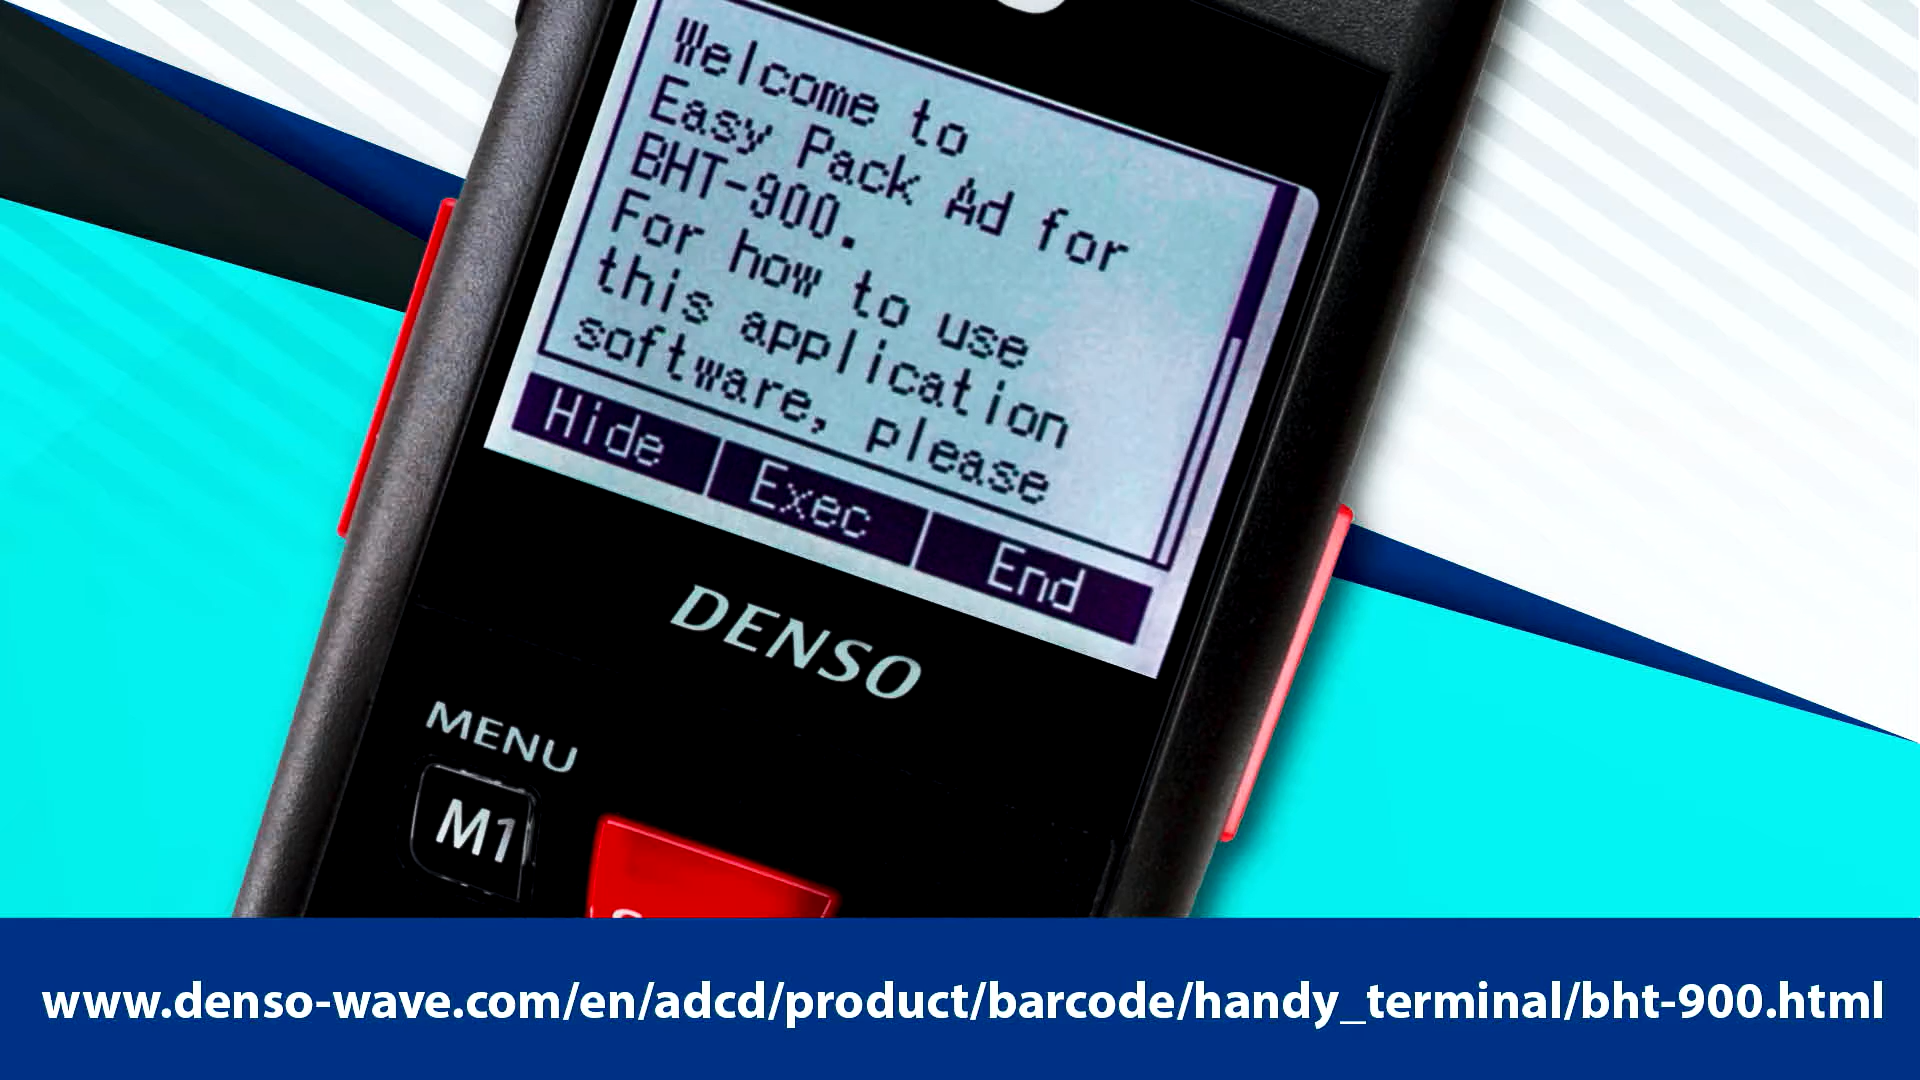 Welcome to
Easy Pack Ad for
BHT-900.
For how to use
this application
software, please
Hide Exec End
DENSO
MENU
M1
www.denso-wave.com/en/adcd/product/barcode/handy_terminal/bht-900.html